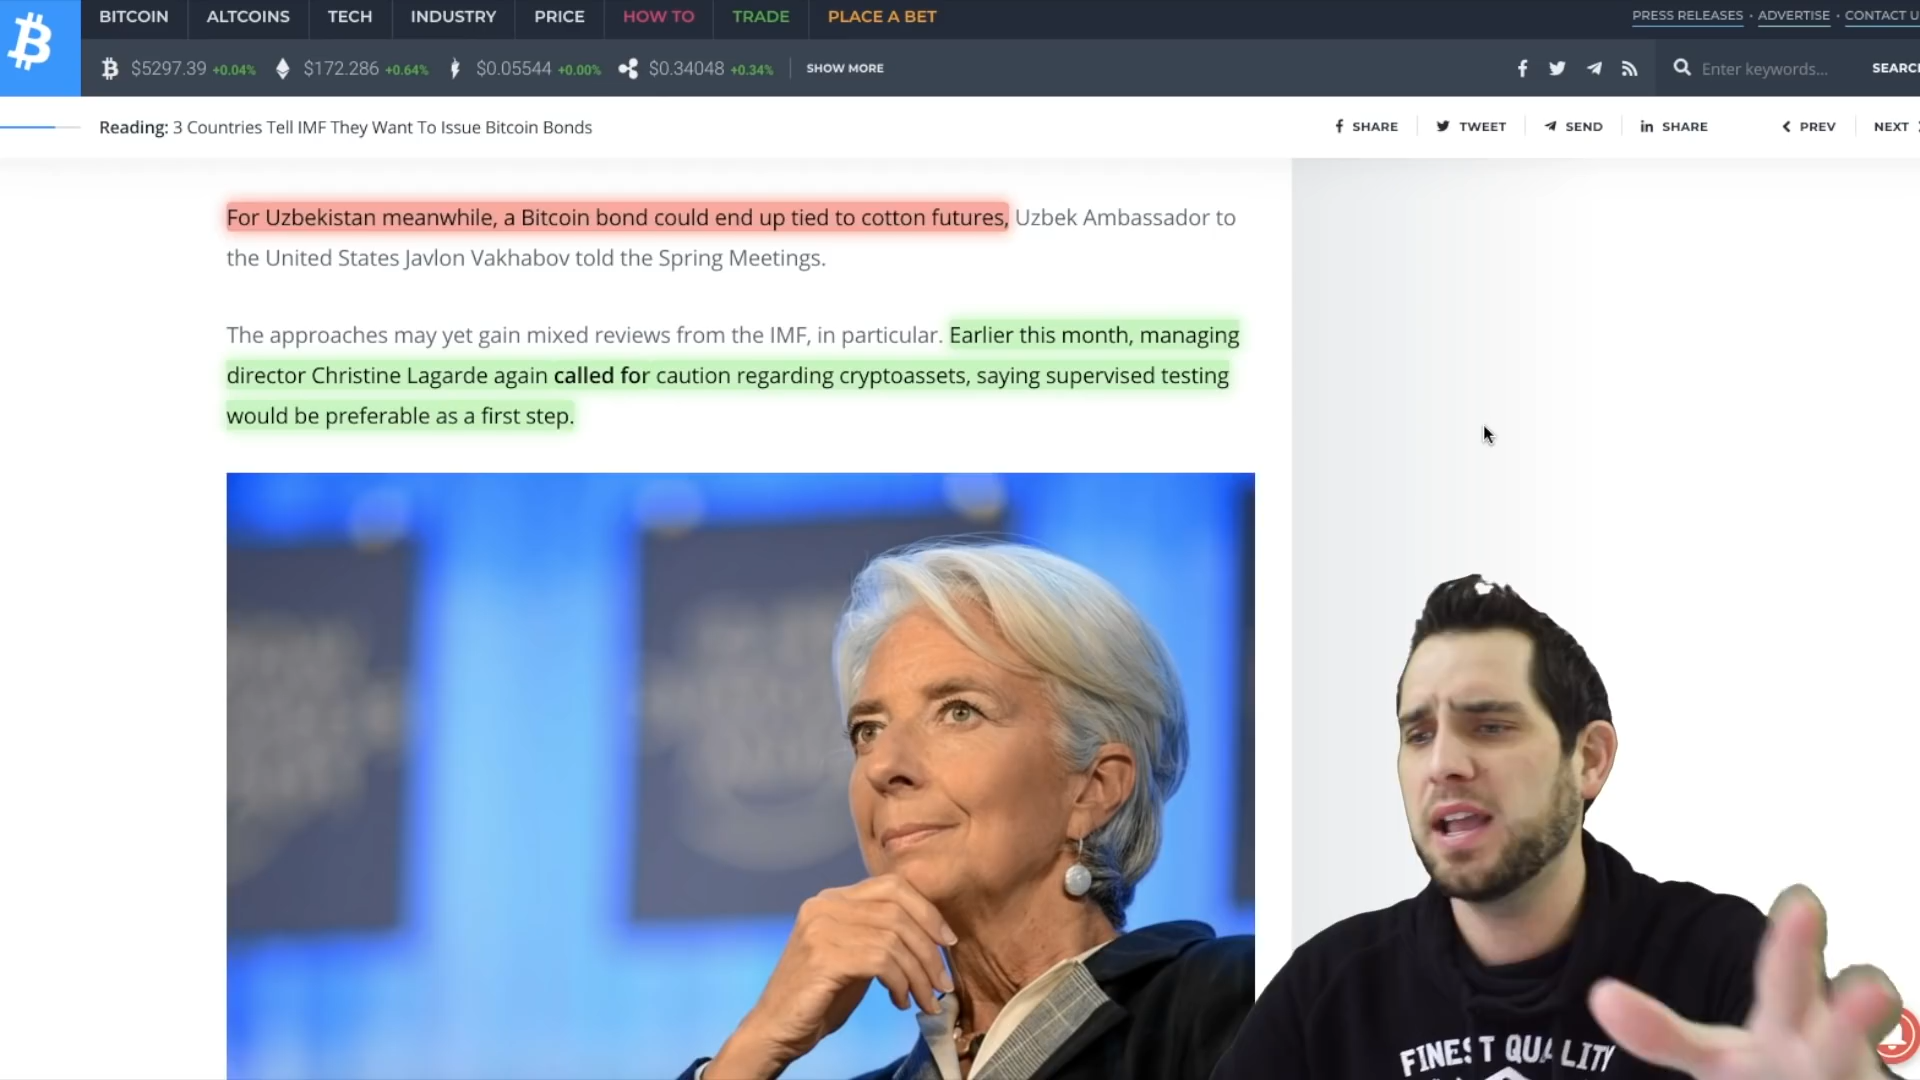 BITCOIN ALTCOINS TECH INDUSTRY PRICE HOW TO TRADE PLACE A BET PRESS RELEASES · ADVERTISE · CONTACT U
$5297.39 +0.04% $172.286 +0.64% $0.05544 +0.00% $0.34048 +0.34% SHOW MORE Enter keywords... SEARC
Reading: 3 Countries Tell IMF They Want To Issue Bitcoin Bonds SHARE TWEET SEND SHARE PREV NEXT
For Uzbekistan meanwhile, a Bitcoin bond could end up tied to cotton futures, Uzbek Ambassador to
the United States Javlon Vakhabov told the Spring Meetings.
The approaches may yet gain mixed reviews from the IMF, in particular. Earlier this month, managing
director Christine Lagarde again called for caution regarding cryptoassets, saying supervised testing
would be preferable as a first step.
FINEST QUALITY